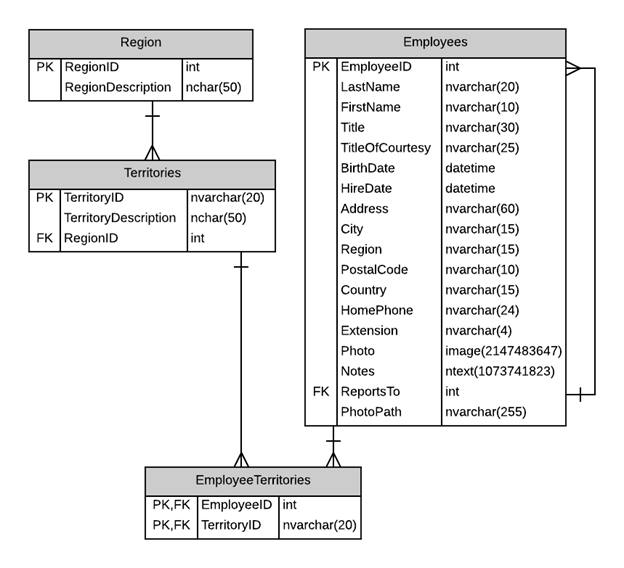 Region
PK RegionID int
RegionDescription nchar(50)
Territories
PK TerritoryID nvarchar(20)
TerritoryDescription nchar(50)
FK RegionID int
Employees
PK EmployeeID int
LastName nvarchar(20)
FirstName nvarchar(10)
Title nvarchar(30)
TitleOfCourtesy nvarchar(25)
BirthDate datetime
HireDate datetime
Address nvarchar(60)
City nvarchar(15)
Region nvarchar(15)
PostalCode nvarchar(10)
Country nvarchar(15)
HomePhone nvarchar(24)
Extension nvarchar(4)
Photo image(2147483647)
Notes ntext(1073741823)
FK ReportsTo int
PhotoPath nvarchar(255)
EmployeeTerritories
PK,FK EmployeeID int
PK,FK TerritoryID nvarchar(20)